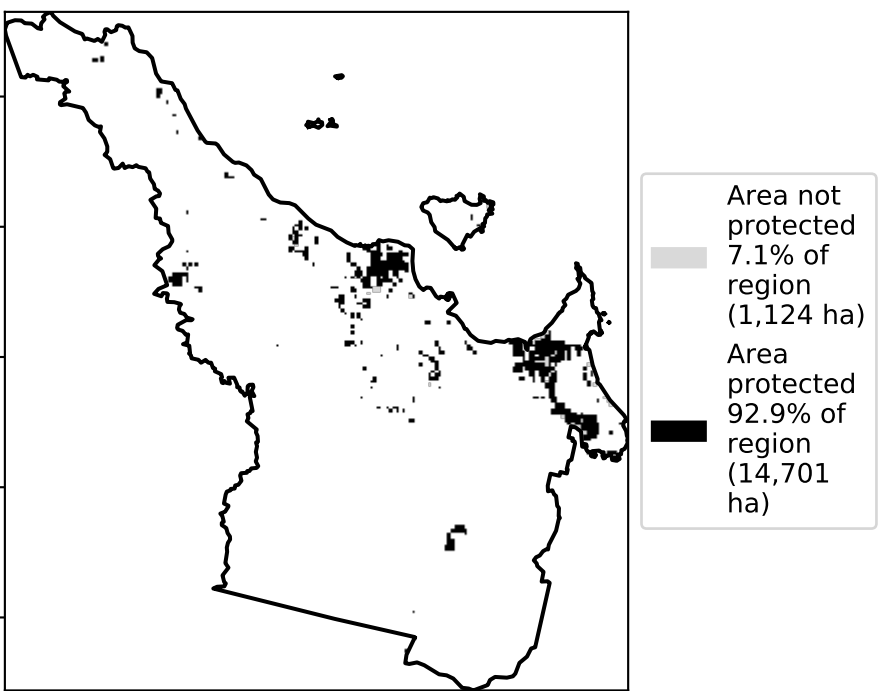 Area not
protected
7.1% of
region
(1,124 ha)
Area
protected
92.9% of
region
(14,701
ha)